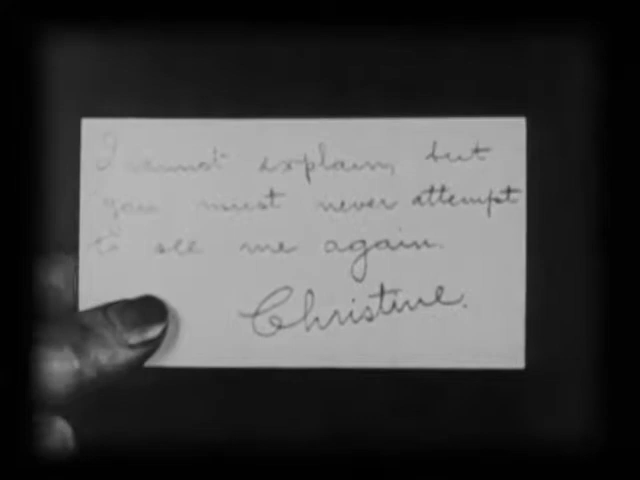 I cannot explain, but
you must never attempt
to see me again.
Christine.